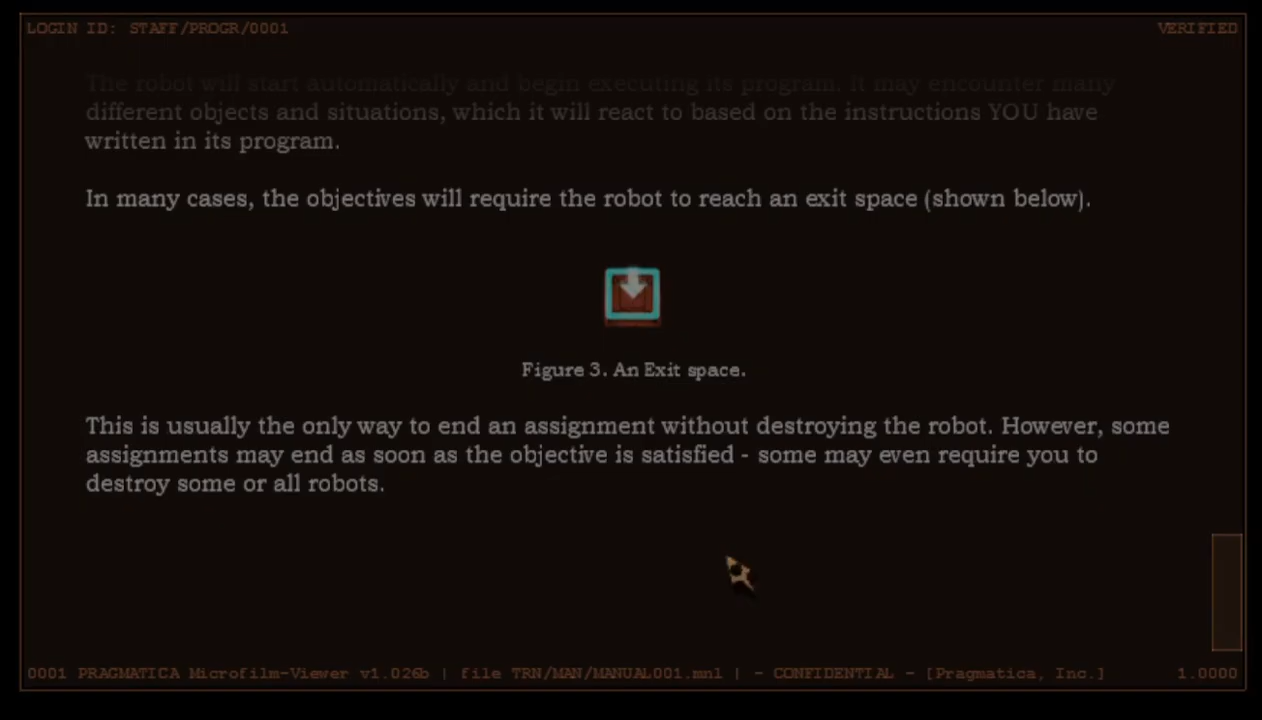 LOGIN ID: STAFF/PROGR/0001
VERIFIED
The robot will start automatically and begin executing its program. It may encounter many
different objects and situations, which it will react to based on the instructions YOU have
written in its program.
In many cases, the objectives will require the robot to reach an exit space (shown below).
Figure 3. An Exit space.
This is usually the only way to end an assignment without destroying the robot. However, some
assignments may end as soon as the objective is satisfied - some may even require you to
destroy some or all robots.
0001 PRAGMATICA Microfilm-Viewer v1.026b | file TRN/MAN/MANUAL001.mnl | - CONFIDENTIAL - [Pragmatica, Inc.]
1.0000